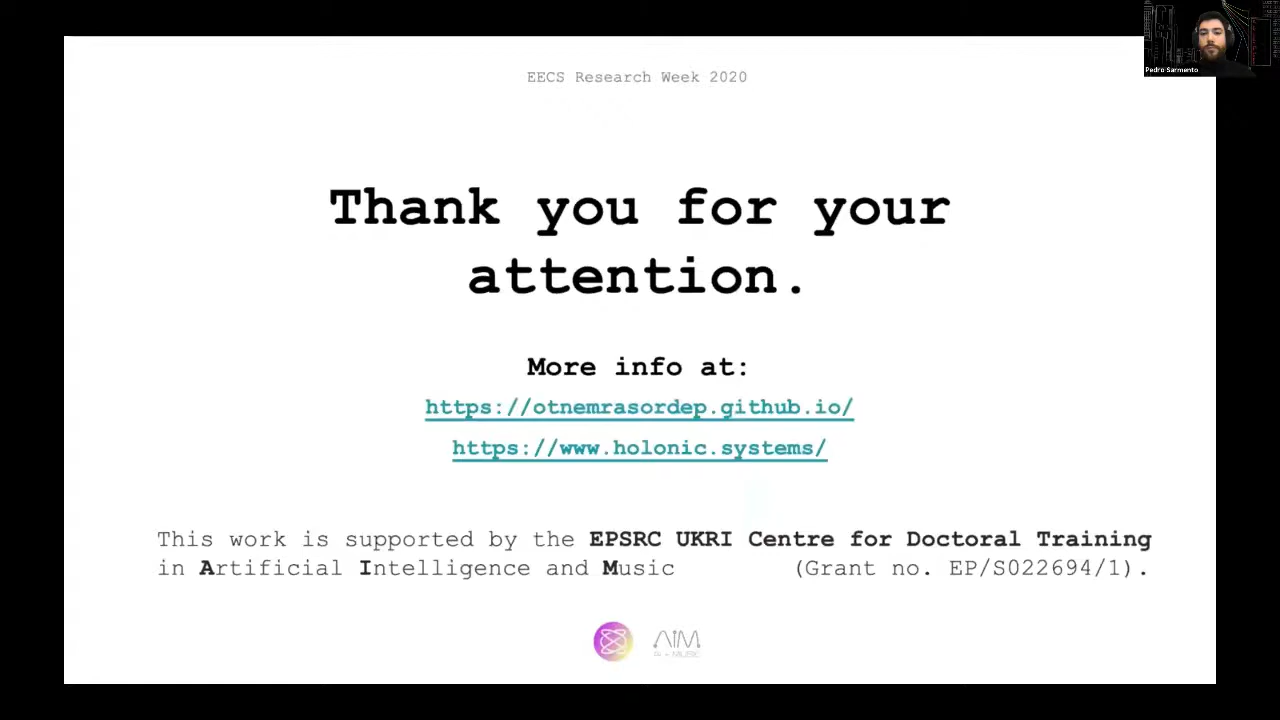 EECS Research Week 2020
Pedro Sarmento
Thank you for your
attention.
More info at:
https://otnemrasordep.github.io/
https://www.holonic.systems/
This work is supported by the EPSRC UKRI Centre for Doctoral Training
in Artificial Intelligence and Music (Grant no. EP/S022694/1).
AIM
MUSIC